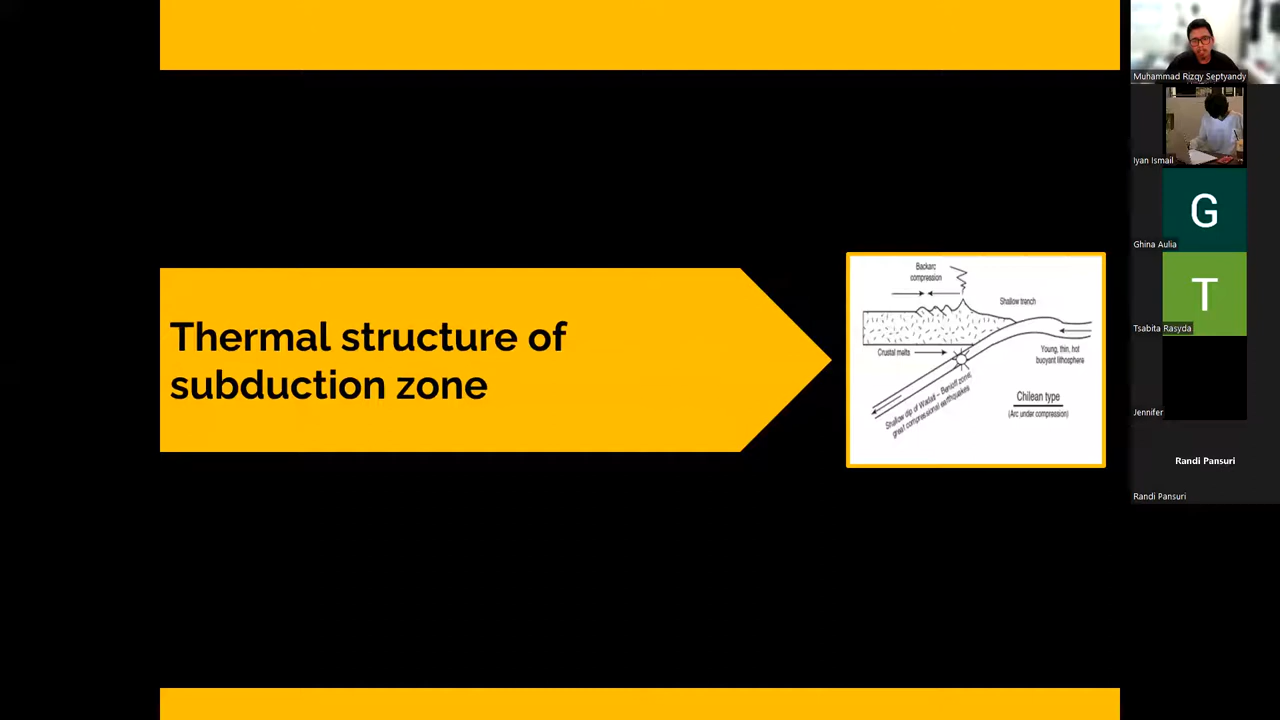 Thermal structure of
subduction zone
Backarc
compression
Shallow trench
Crustal melts
Young, thin, hot
buoyant lithosphere
Shallow dip of Wadati – Benioff zone;
great compressional earthquakes
Chilean type
(Arc under compression)
Muhammad Rizqy Septyandy
Iyan Ismail
G
Ghina Aulia
T
Tsabita Rasyda
Jennifer
Randi Pansuri
Randi Pansuri